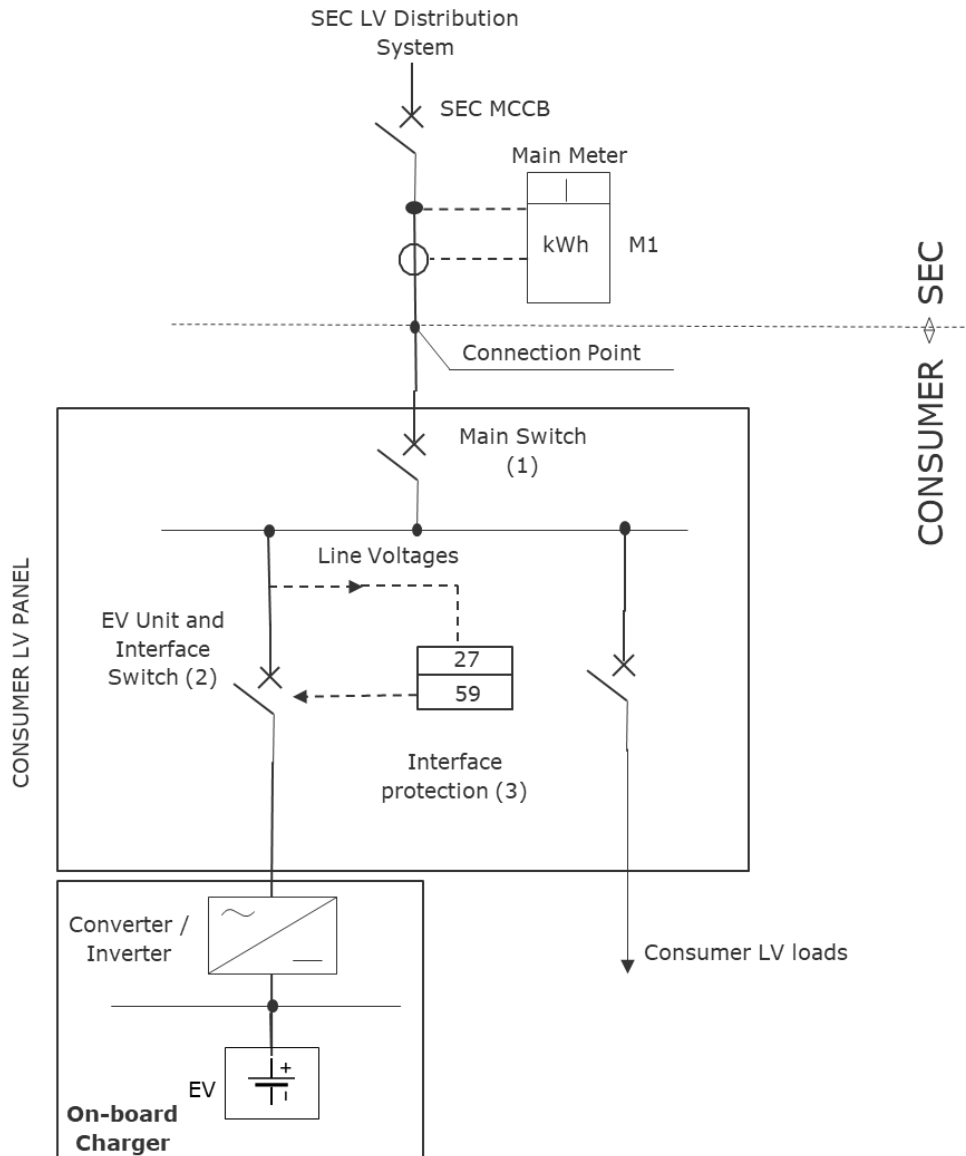 SEC LV Distribution
System
SEC MCCB
Main Meter
kWh
M1
CONSUMER SEC
Connection Point
CONSUMER LV PANEL
Main Switch
(1)
Line Voltages
EV Unit and
Interface
Switch (2)
27
59
Interface
protection (3)
Converter /
Inverter
Consumer LV loads
EV
+
On-board
Charger